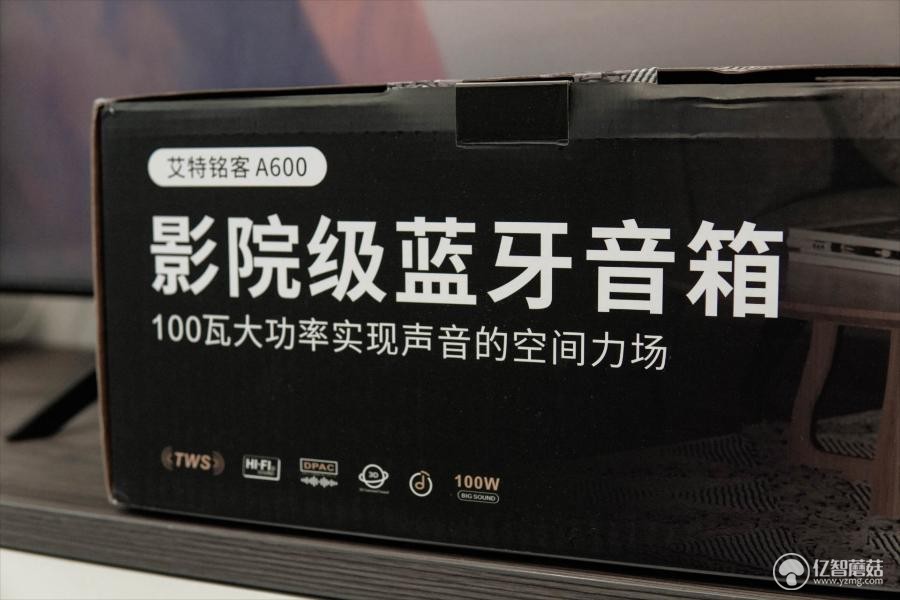 艾特铭客 A600
影院级蓝牙音箱
100瓦大功率实现声音的空间力场
TWS
HI-FI
DPAC
3D
100W
BIG SOUND
亿智蘑菇
www.yzmg.com